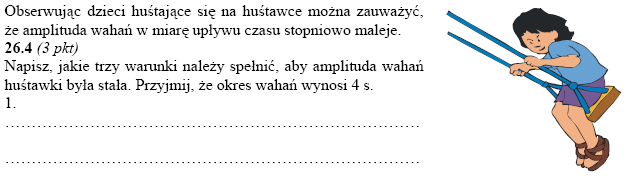 Obserwując dzieci huśtające się na huśtawce można zauważyć,
że amplituda wahań w miarę upływu czasu stopniowo maleje.
26.4 (3 pkt)
Napisz, jakie trzy warunki należy spełnić, aby amplituda wahań
huśtawki była stała. Przyjmij, że okres wahań wynosi 4 s.
1.
……………………………………………………………………
……………………………………………………………………